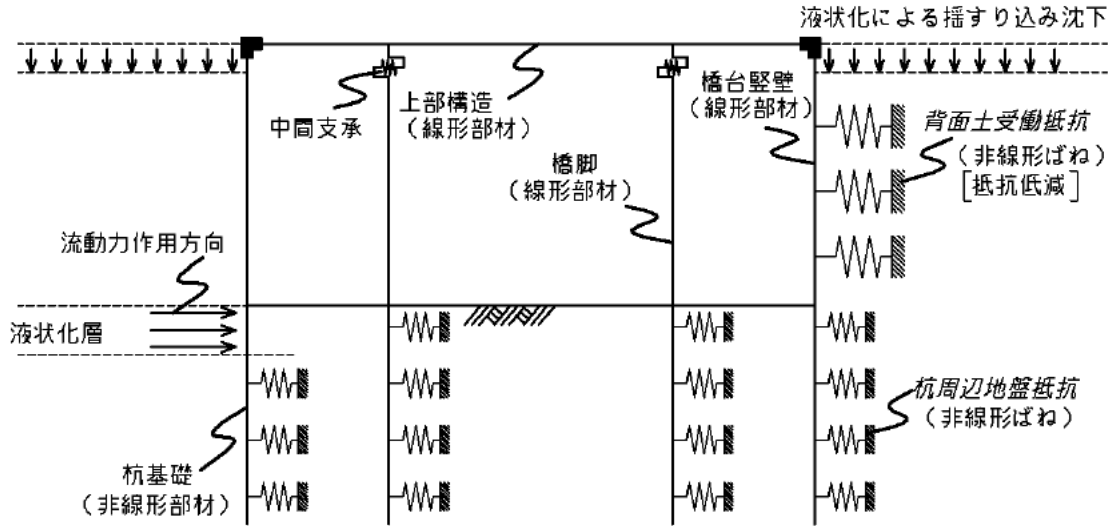 液状化による揺すり込み沈下
中間支承
上部構造
(線形部材)
橋台竪壁
(線形部材)
背面土受働抵抗
(非線形ばね)
[抵抗低減]
橋脚
(線形部材)
流動力作用方向
液状化層
杭周辺地盤抵抗
(非線形ばね)
杭基礎
(非線形部材)